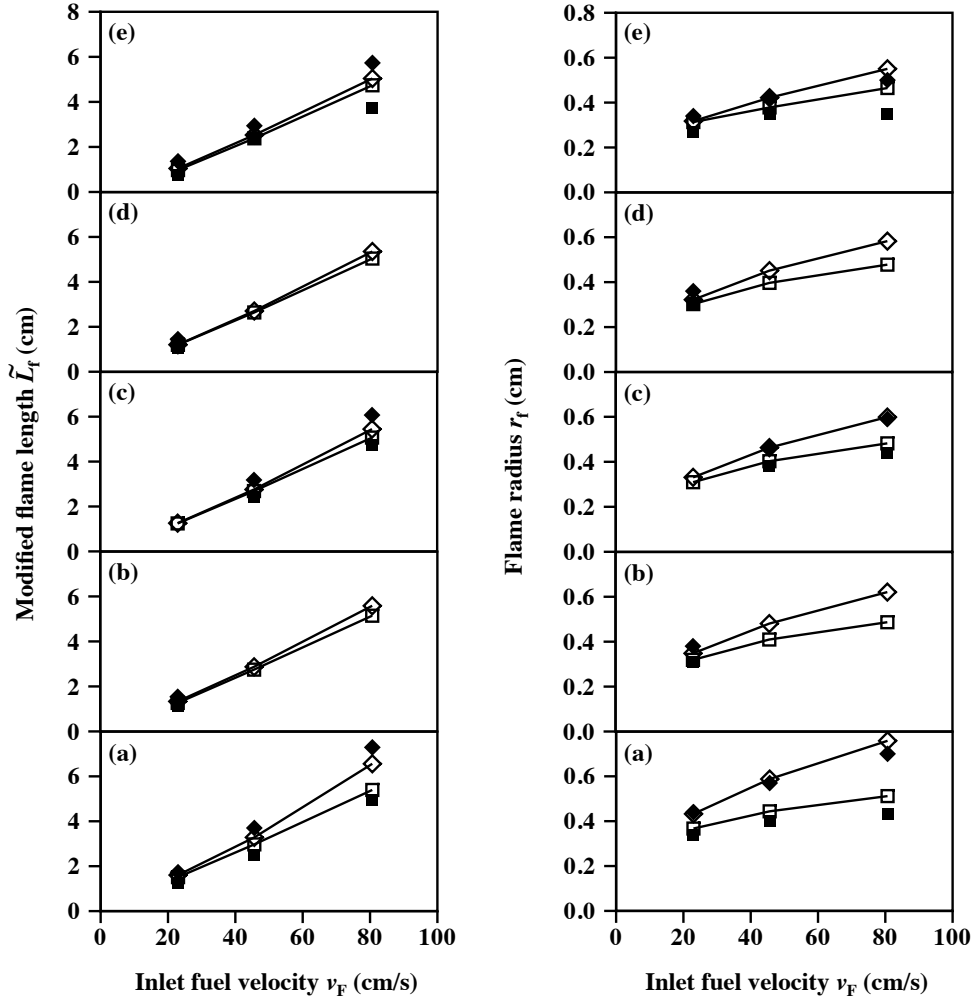 8
(e)
6
4
2
0
(d)
6
4
2
0
(c)
6
4
2
0
(b)
6
4
2
0
(a)
6
4
2
0
0 20 40 60 80 100
Inlet fuel velocity v_F (cm/s)
Modified flame length L̃_f (cm)
0.8
(e)
0.6
0.4
0.2
0.0
(d)
0.6
0.4
0.2
0.0
(c)
0.6
0.4
0.2
0.0
(b)
0.6
0.4
0.2
0.0
(a)
0.6
0.4
0.2
0.0
0 20 40 60 80 100
Inlet fuel velocity v_F (cm/s)
Flame radius r_f (cm)